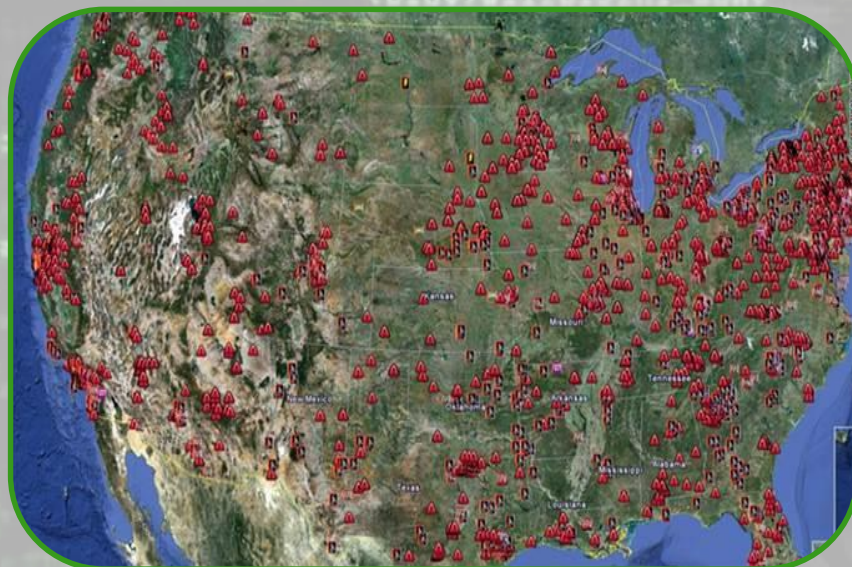 Kansas
Missouri
Tennessee
New Mexico
Oklahoma
Arkansas
Mississippi
Alabama
Texas
Louisiana